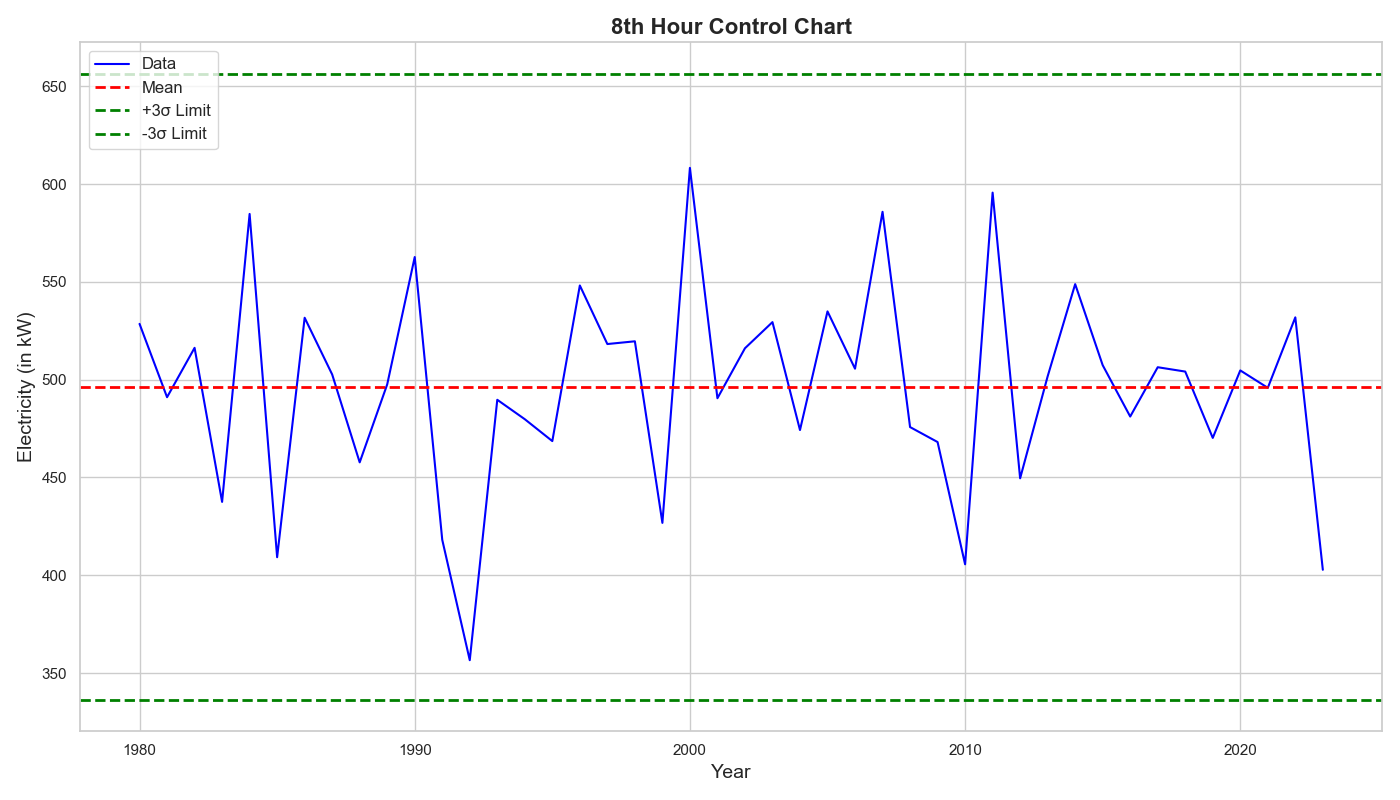 8th Hour Control Chart
Data
Mean
+3σ Limit
-3σ Limit
Electricity (in kW)
650
600
550
500
450
400
350
1980
1990
2000
2010
2020
Year